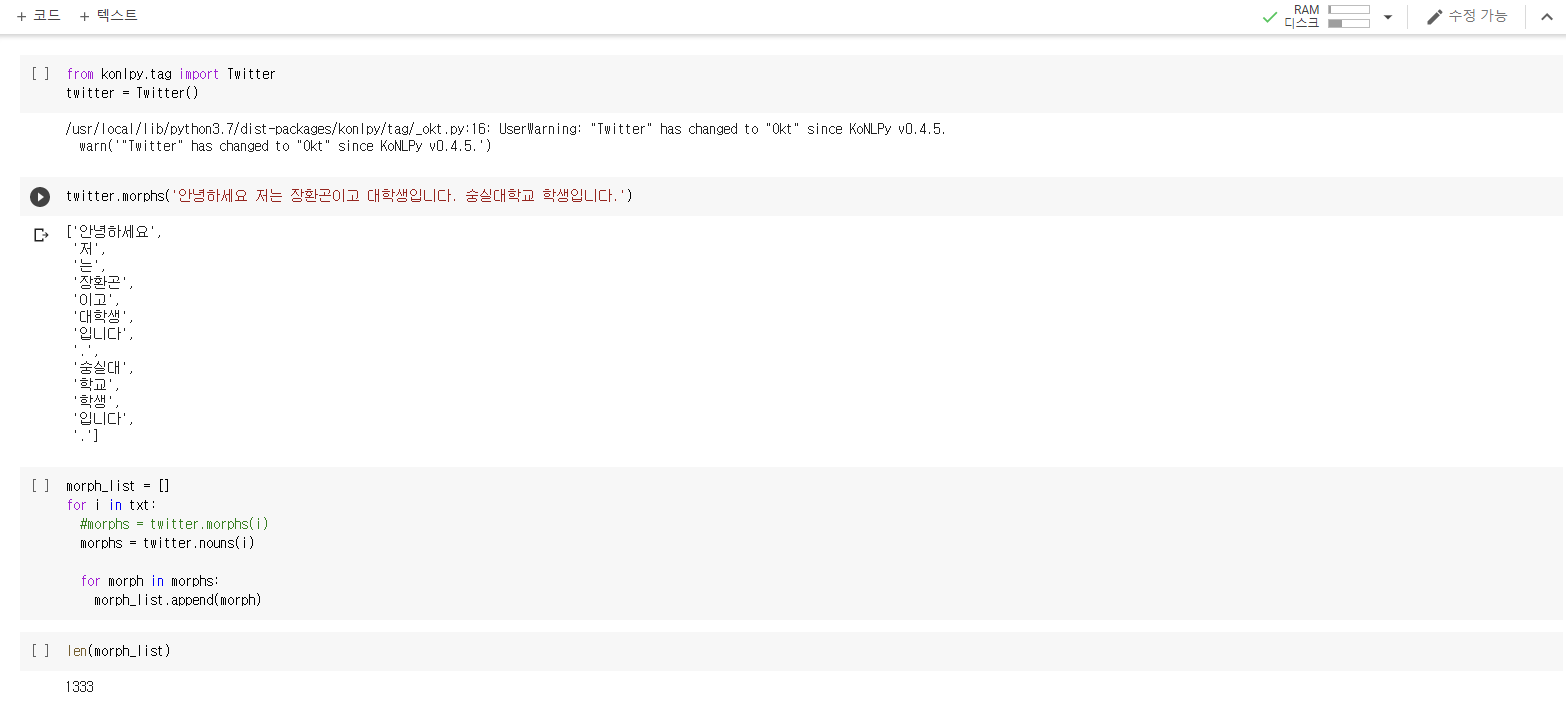 + 코드 + 텍스트
RAM
디스크
수정 가능
[ ] from konlpy.tag import Twitter
twitter = Twitter()
/usr/local/lib/python3.7/dist-packages/konlpy/tag/_okt.py:16: UserWarning: "Twitter" has changed to "Okt" since KoNLPy v0.4.5.
warn('"Twitter" has changed to "Okt" since KoNLPy v0.4.5.')
twitter.morphs('안녕하세요 저는 장환곤이고 대학생입니다. 숭실대학교 학생입니다.')
['안녕하세요',
'저',
'는',
'장환곤',
'이고',
'대학생',
'입니다',
'.',
'숭실대',
'학교',
'학생',
'입니다',
'.']
[ ] morph_list = []
for i in txt:
#morphs = twitter.morphs(i)
morphs = twitter.nouns(i)
for morph in morphs:
morph_list.append(morph)
[ ] len(morph_list)
1333